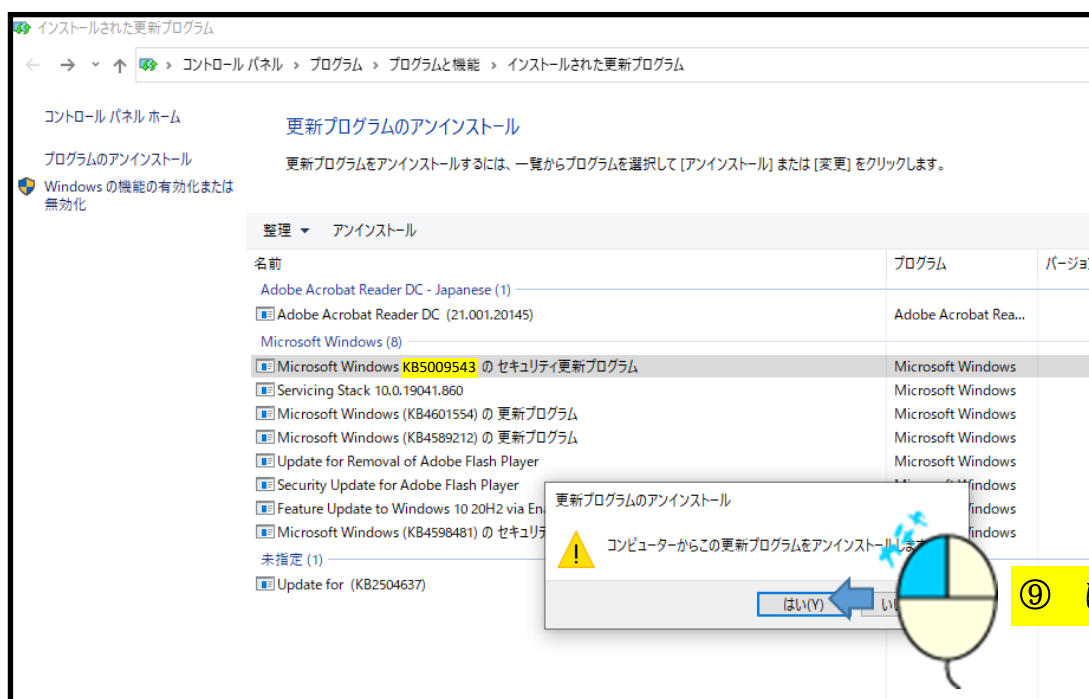 インストールされた更新プログラム
コントロール パネル › プログラム › プログラムと機能 › インストールされた更新プログラム
コントロール パネル ホーム
プログラムのアンインストール
Windows の機能の有効化または
無効化
更新プログラムのアンインストール
更新プログラムをアンインストールするには、一覧からプログラムを選択して [アンインストール] または [変更] をクリックします。
整理 アンインストール
名前 プログラム バージョ
Adobe Acrobat Reader DC - Japanese (1)
Adobe Acrobat Reader DC (21.001.20145) Adobe Acrobat Rea...
Microsoft Windows (8)
Microsoft Windows KB5009543 の セキュリティ更新プログラム Microsoft Windows
Servicing Stack 10.0.19041.860 Microsoft Windows
Microsoft Windows (KB4601554) の 更新プログラム Microsoft Windows
Microsoft Windows (KB4589212) の 更新プログラム Microsoft Windows
Update for Removal of Adobe Flash Player Microsoft Windows
Security Update for Adobe Flash Player
Feature Update to Windows 10 20H2 via En
Microsoft Windows (KB4598481) の セキュリテ
未指定 (1)
Update for (KB2504637)
更新プログラムのアンインストール
コンピューターからこの更新プログラムをアンインストールします
はい(Y)
⑨